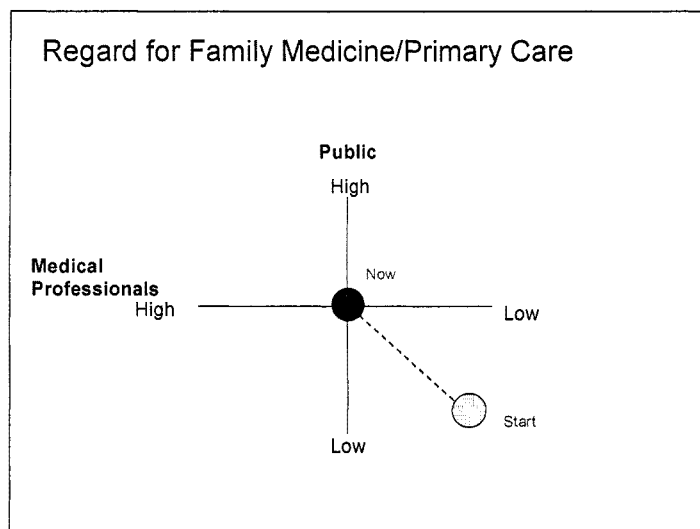 Regard for Family Medicine/Primary Care
Public
High
Medical
Professionals
High
Now
Low
Start
Low